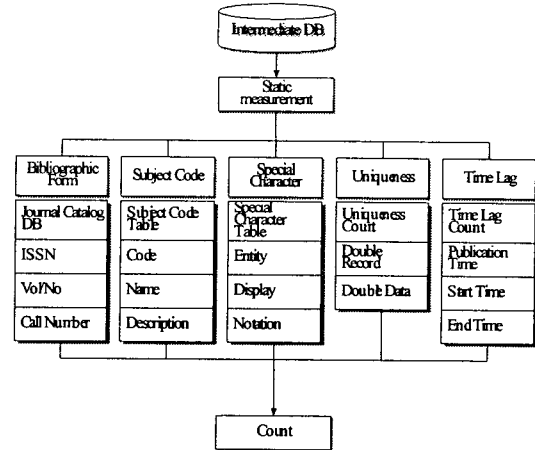 Intermediate DB.
Static
measurement
Bibliographic
Form
Journal Catalog
DB
ISSN
Vol/No
Call Number
Subject Code
Subject Code
Table
Code
Name
Description
Special
Character
Special
Character
Table
Entity
Display
Notation
Uniqueness
Uniqueness
Count
Double
Record
Double Data
Time Lag
Time Lag
Count
Publication
Time
Start Time
End Time
Count